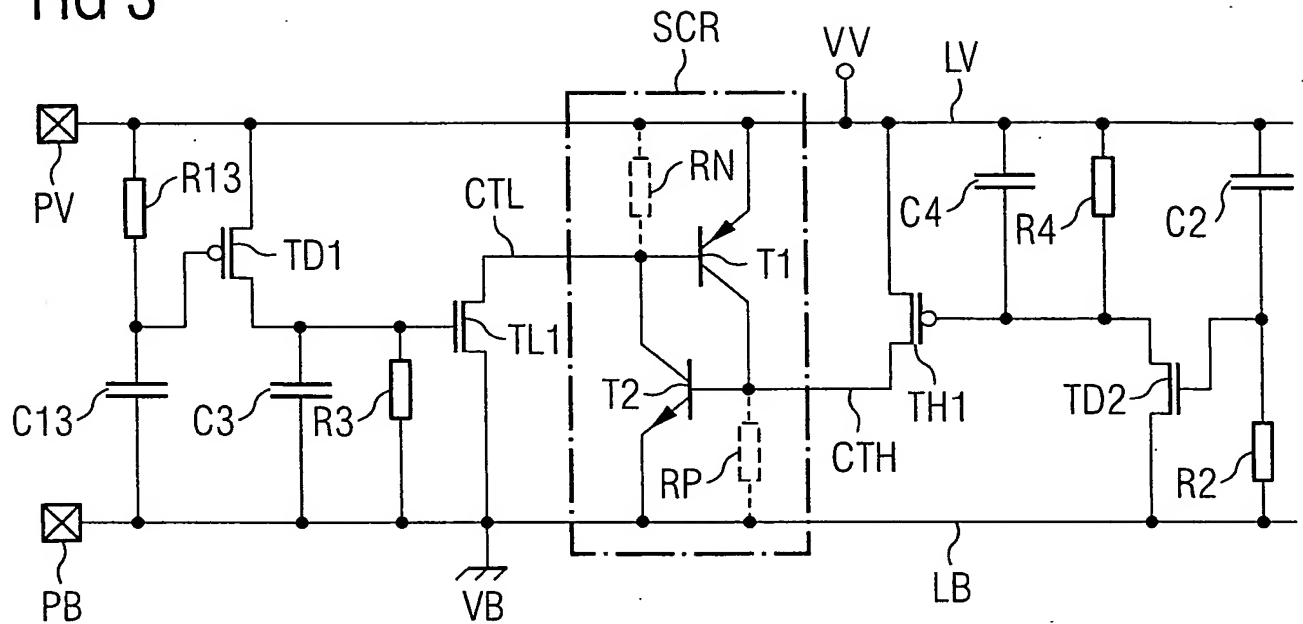 FIG 3
SCR
VV
LV
PV
R13
TD1
CTL
RN
T1
C4
R4
C2
TL1
T2
TH1
TD2
C13
C3
R3
RP
CTH
R2
PB
VB
LB